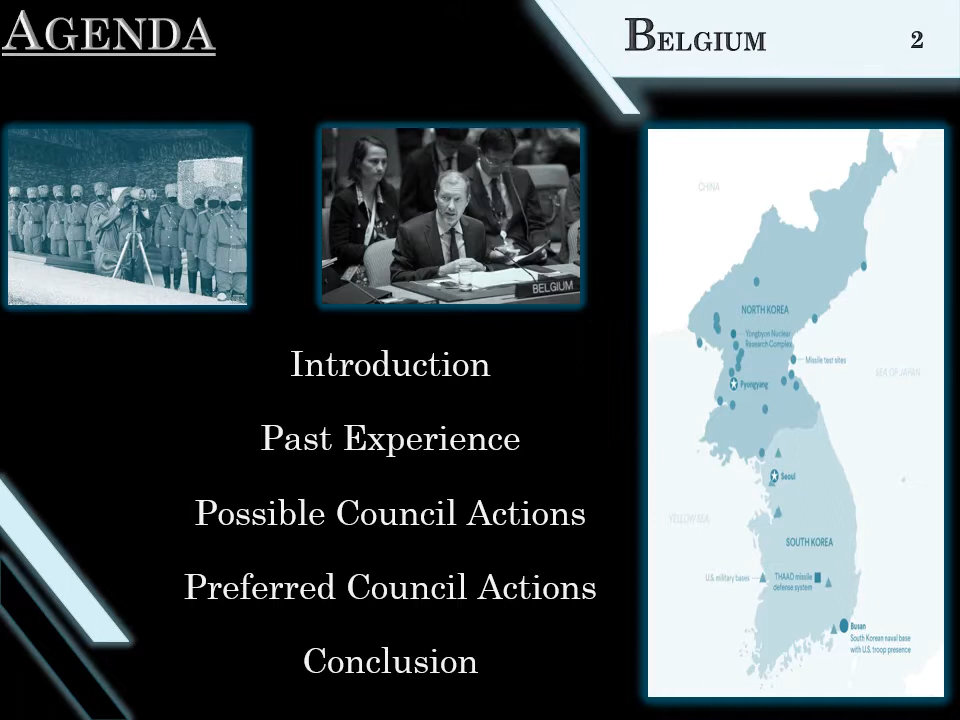 AGENDA
BELGIUM
2
BELGIUM
Introduction
Past Experience
Possible Council Actions
Preferred Council Actions
Conclusion
CHINA
NORTH KOREA
Yongbyon Nuclear
Research Complex
Missile test sites
SEA OF JAPAN
Pyongyang
Seoul
YELLOW SEA
SOUTH KOREA
U.S. military bases
THAAD missile
defense system
Busan
South Korean naval base
with U.S. troop presence